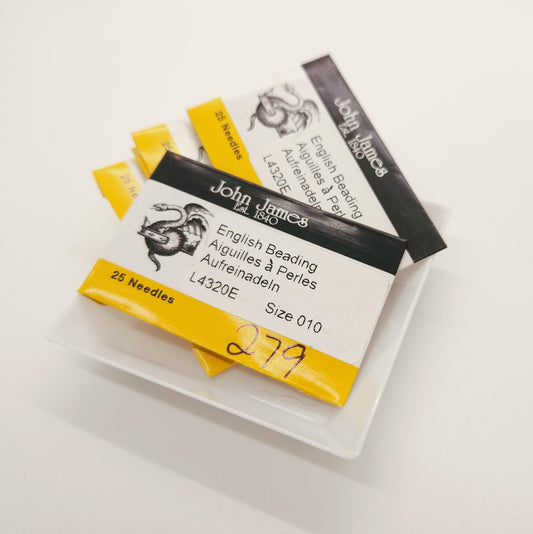 John James
Est. 1840
English Beading
Aiguilles à Perles
Aufreinadeln
L4320E
Size 010
25 Needles
279
John James
Est. 1840
English Beading
Aiguilles à Perles
Aufreinadeln
L4320E
25 Needles
25 N